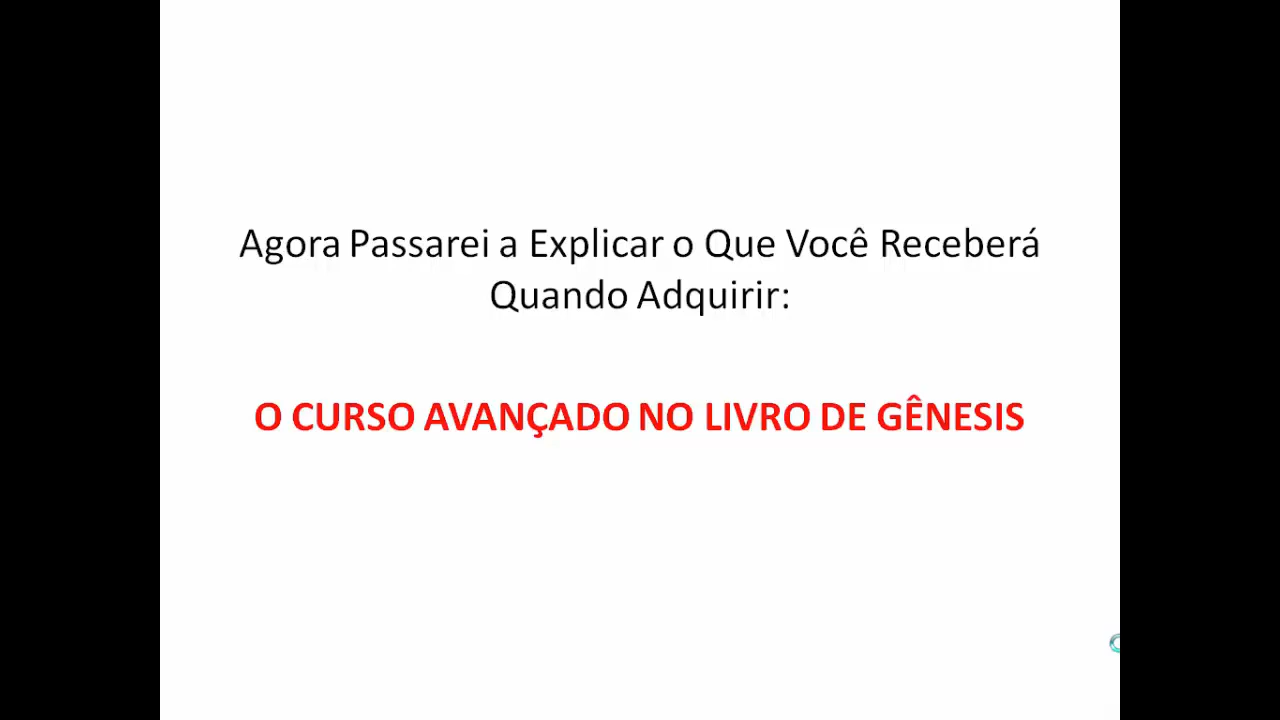 Agora Passarei a Explicar o Que Você Receberá
Quando Adquirir:
O CURSO AVANÇADO NO LIVRO DE GÊNESIS